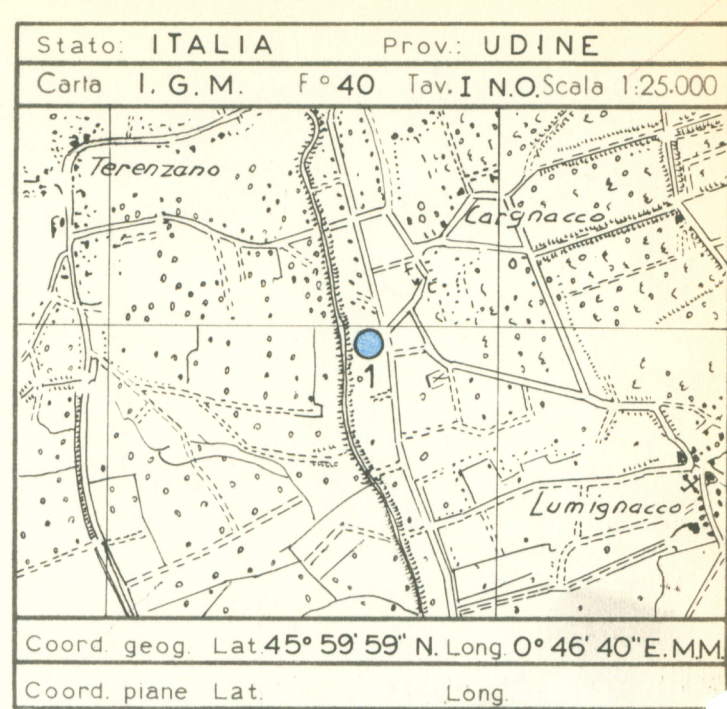 Stato: ITALIA Prov.: UDINE
Carta I. G. M. F° 40 Tav. I N.O. Scala 1:25.000
Terenzano
Cargnacco
1
Lumignacco
Coord. geog. Lat. 45° 59' 59" N. Long. 0° 46' 40" E. M.M.
Coord. piane Lat. Long.